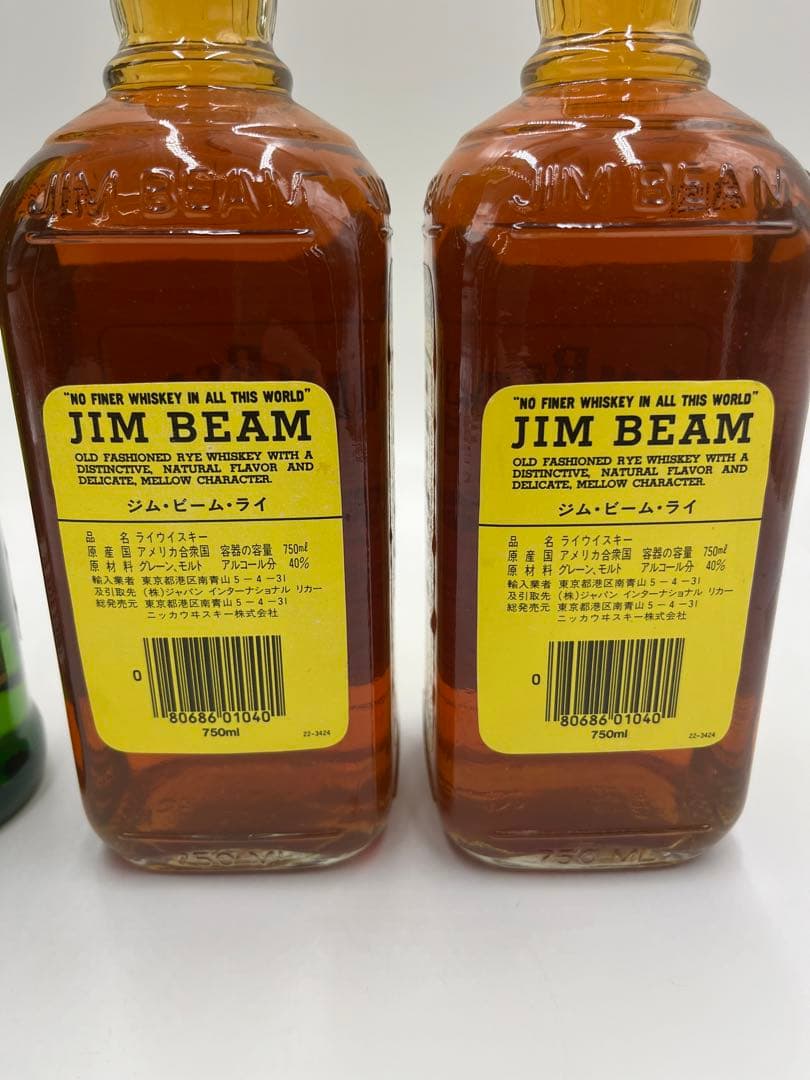 JIM BEAM
"NO FINER WHISKEY IN ALL THIS WORLD"
JIM BEAM
OLD FASHIONED RYE WHISKEY WITH A
DISTINCTIVE, NATURAL FLAVOR AND
DELICATE, MELLOW CHARACTER.
ジム・ビーム・ライ
品 名 ライウイスキー
原産国 アメリカ合衆国 容器の容量 750ml
原材料 グレーン、モルト アルコール分 40%
輸入業者 東京都港区南青山5-4-31
及引取先 (株)ジャパン インターナショナル リカー
総発売元 東京都港区南青山5-4-31
ニッカウヰスキー株式会社
0 80686 01040
750ml
22-3424
750 ML
JIM BEAM
"NO FINER WHISKEY IN ALL THIS WORLD"
JIM BEAM
OLD FASHIONED RYE WHISKEY WITH A
DISTINCTIVE, NATURAL FLAVOR AND
DELICATE, MELLOW CHARACTER.
ジム・ビーム・ライ
品 名 ライウイスキー
原産国 アメリカ合衆国 容器の容量 750ml
原材料 グレーン、モルト アルコール分 40%
輸入業者 東京都港区南青山5-4-31
及引取先 (株)ジャパン インターナショナル リカー
総発売元 東京都港区南青山5-4-31
ニッカウヰスキー株式会社
0 80686 01040
750ml
22-3424
750 ML